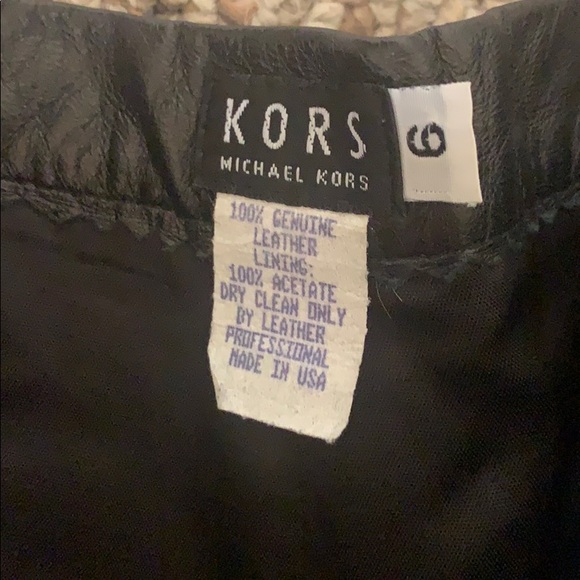 KORS
MICHAEL KORS
6
100% GENUINE
LEATHER
LINING:
100% ACETATE
DRY CLEAN ONLY
BY LEATHER
PROFESSIONAL
MADE IN USA